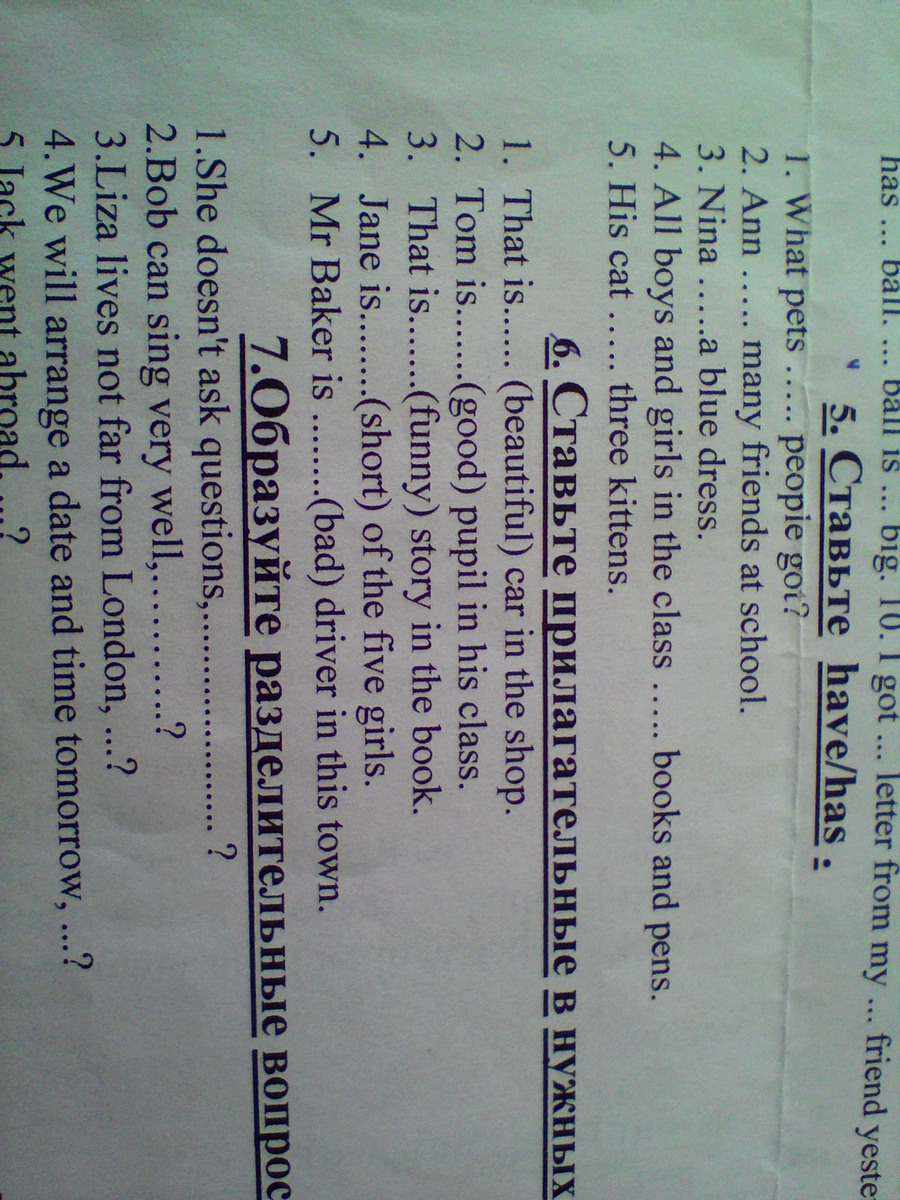 has ... ball. ... ball is ... big. 10. I got ... letter from my ... friend yeste
5. Ставьте have/has :
1. What pets ...... people got?
2. Ann ...... many friends at school.
3. Nina ......a blue dress.
4. All boys and girls in the class ...... books and pens.
5. His cat ...... three kittens.
6. Ставьте прилагательные в нужных
1. That is...... (beautiful) car in the shop.
2. Tom is.......(good) pupil in his class.
3. That is........(funny) story in the book.
4. Jane is.........(short) of the five girls.
5. Mr Baker is .........(bad) driver in this town.
7.Образуйте разделительные вопрос
1.She doesn't ask questions,........................ ?
2.Bob can sing very well,............?
3.Liza lives not far from London, ...?
4. We will arrange a date and time tomorrow, ...?
5 Jack went abroad, ...?